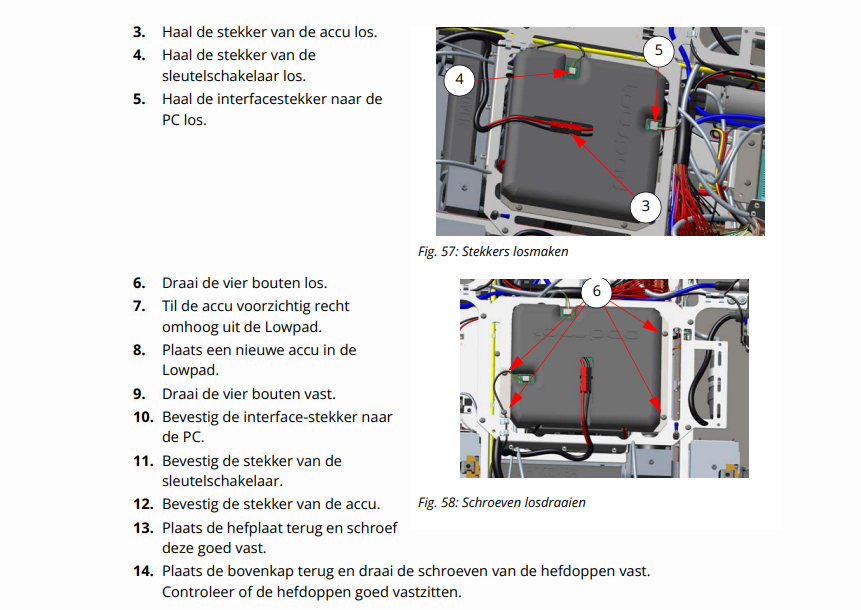 3. Haal de stekker van de accu los.
4. Haal de stekker van de
sleutelschakelaar los.
5. Haal de interfacestekker naar de
PC los.
4
5
lowpad
3
Fig. 57: Stekkers losmaken
6. Draai de vier bouten los.
7. Til de accu voorzichtig recht
omhoog uit de Lowpad.
8. Plaats een nieuwe accu in de
Lowpad.
9. Draai de vier bouten vast.
10. Bevestig de interface-stekker naar
de PC.
11. Bevestig de stekker van de
sleutelschakelaar.
12. Bevestig de stekker van de accu.
13. Plaats de hefplaat terug en schroef
deze goed vast.
6
lowpad
Fig. 58: Schroeven losdraaien
14. Plaats de bovenkap terug en draai de schroeven van de hefdoppen vast.
Controleer of de hefdoppen goed vastzitten.